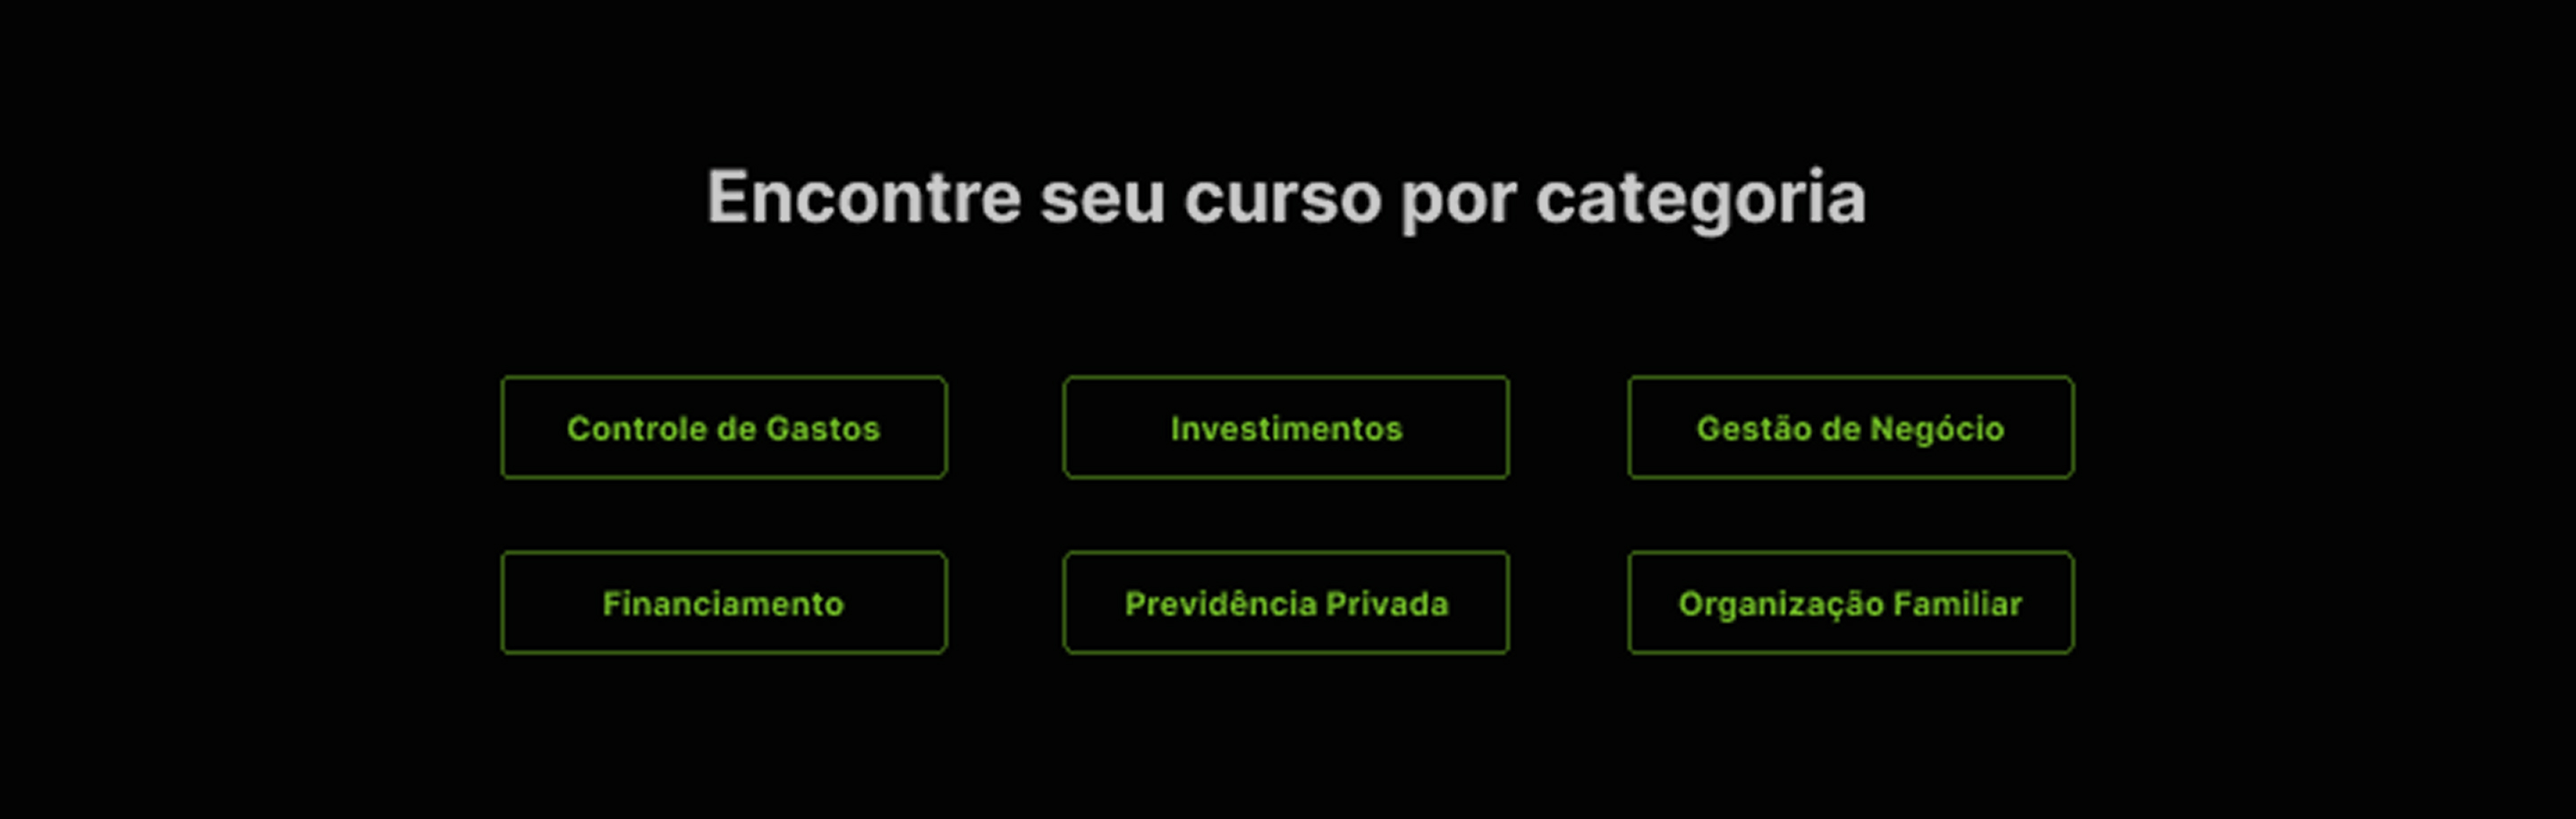 Encontre seu curso por categoria
Controle de Gastos
Investimentos
Gestão de Negócio
Financiamento
Previdência Privada
Organização Familiar